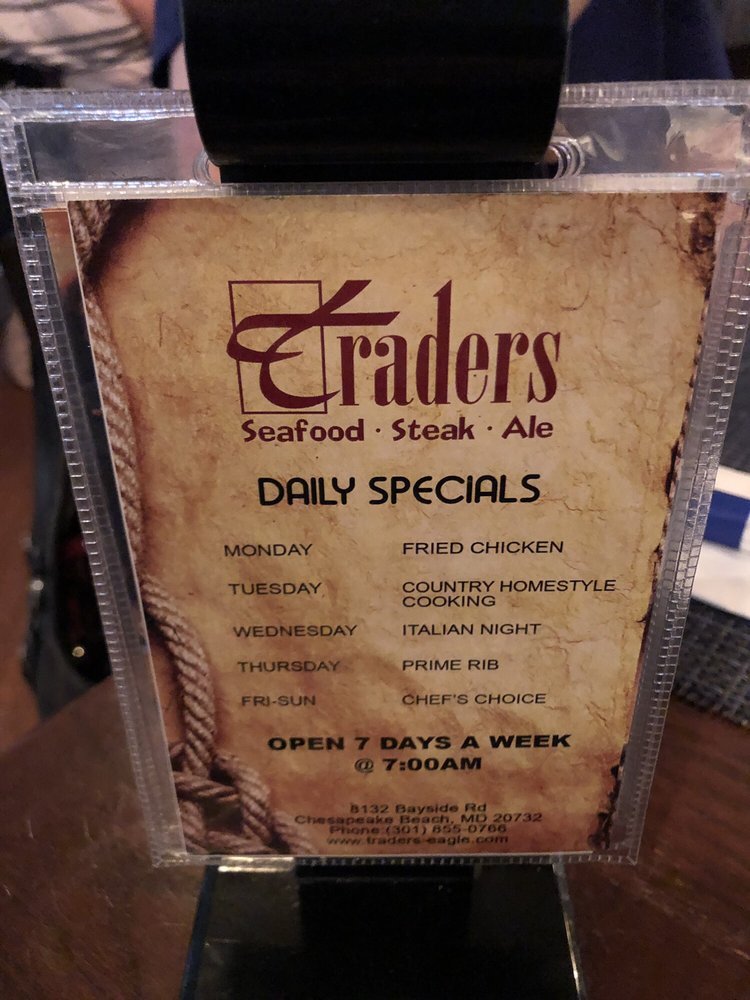 Traders
Seafood · Steak · Ale
DAILY SPECIALS
MONDAY FRIED CHICKEN
TUESDAY COUNTRY HOMESTYLE
COOKING
WEDNESDAY ITALIAN NIGHT
THURSDAY PRIME RIB
FRI-SUN CHEF'S CHOICE
OPEN 7 DAYS A WEEK
@ 7:00AM
8132 Bayside Rd
Chesapeake Beach, MD 20732
Phone:(301) 855-0766
www.traders-eagle.com